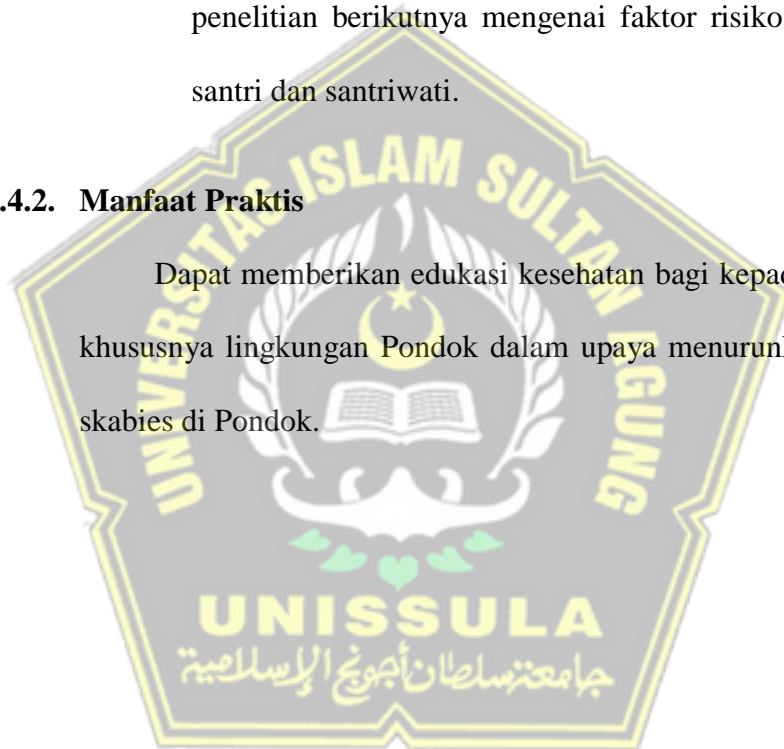 penelitian berikutnya mengenai faktor risiko
santri dan santriwati.
.4.2. Manfaat Praktis
Dapat memberikan edukasi kesehatan bagi kepad
khususnya lingkungan Pondok dalam upaya menurunk
skabies di Pondok.
UNIVERSITAS ISLAM SULTAN AGUNG
UNISSULA
جامعة سلطان أجونج الإسلامية